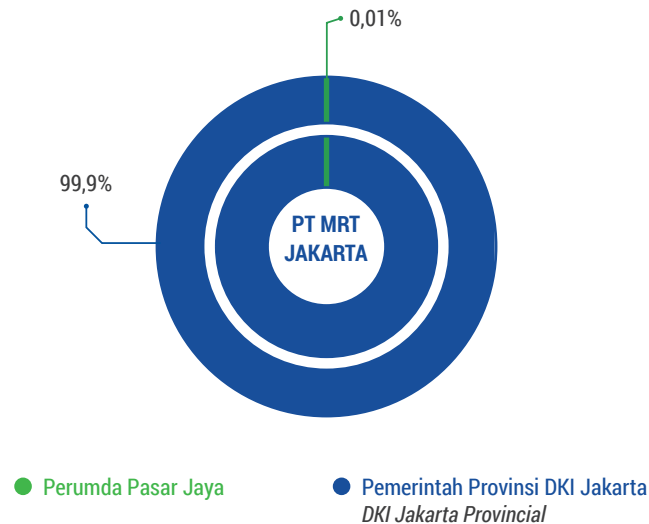 0,01%
99,9%
PT MRT
JAKARTA
Perumda Pasar Jaya
Pemerintah Provinsi DKI Jakarta
DKI Jakarta Provincial